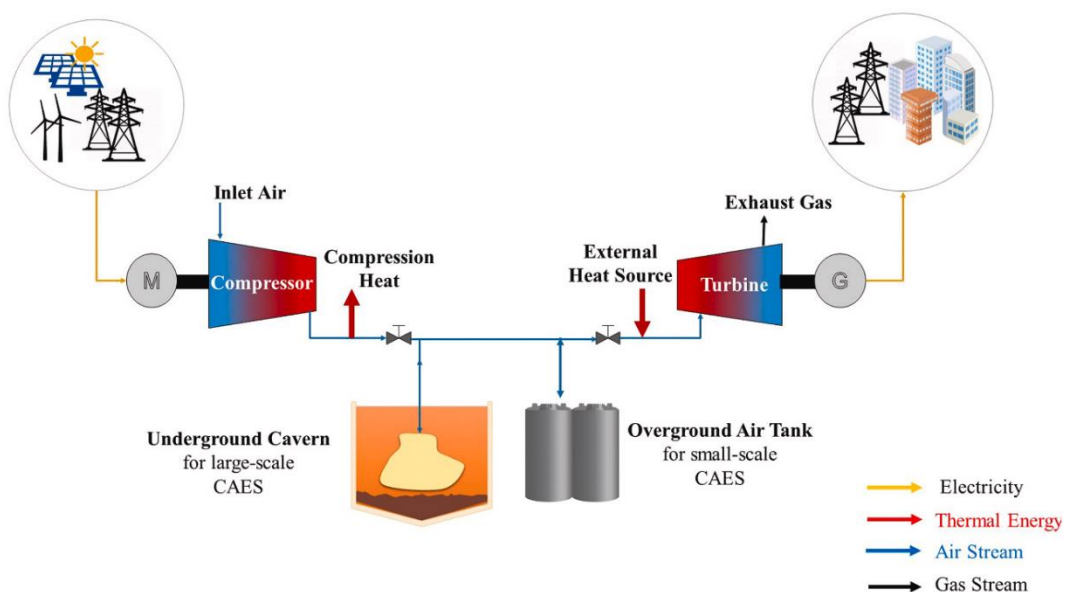 Inlet Air
Exhaust Gas
Compression
Heat
External
Heat Source
M
Compressor
Turbine
G
Underground Cavern
for large-scale
CAES
Overground Air Tank
for small-scale
CAES
Electricity
Thermal Energy
Air Stream
Gas Stream